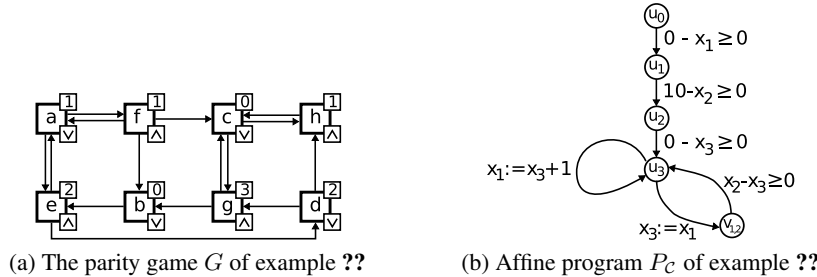 1 1 0 1
a f c h
∨ ∧ ∨ ∧
2 0 3 2
e b g d
∧ ∨ ∧ ∨
(a) The parity game G of example ??
u0
0 - x1 ≥ 0
u1
10-x2 ≥ 0
u2
0 - x3 ≥ 0
u3
x1:=x3+1
x2-x3≥0
x3:=x1
v1,2
(b) Affine program PC of example ??